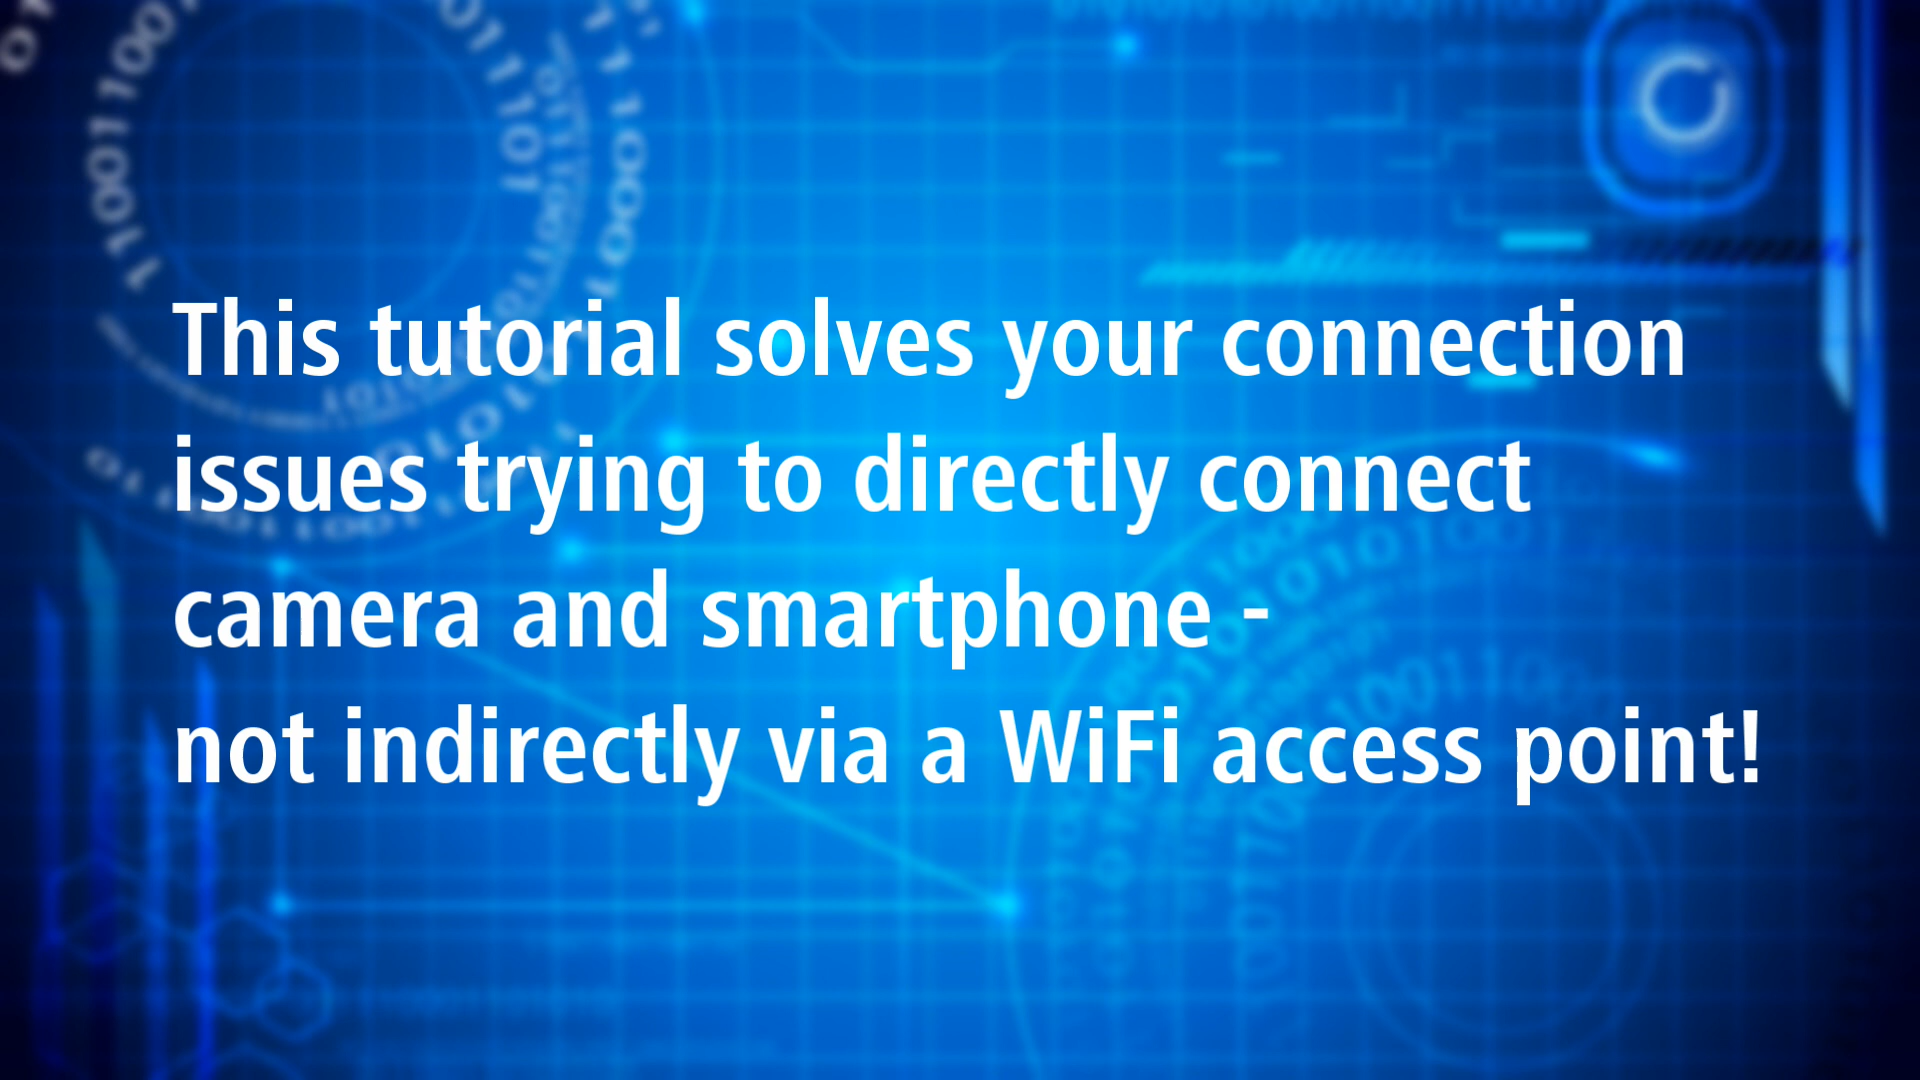 This tutorial solves your connection
issues trying to directly connect
camera and smartphone -
not indirectly via a WiFi access point!